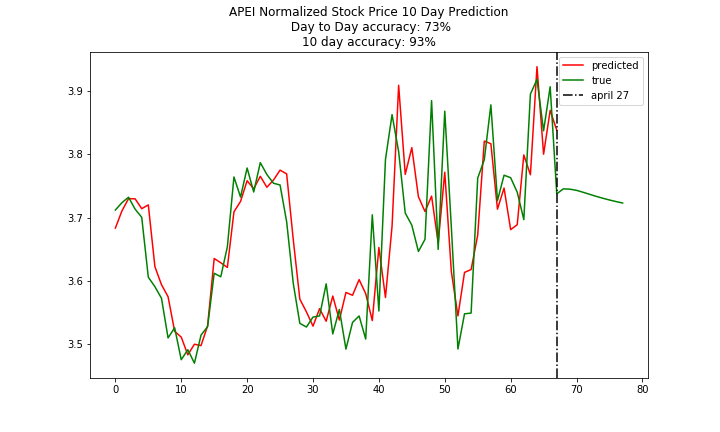 APEI Normalized Stock Price 10 Day Prediction
Day to Day accuracy: 73%
10 day accuracy: 93%
predicted
true
april 27
3.9
3.8
3.7
3.6
3.5
0 10 20 30 40 50 60 70 80